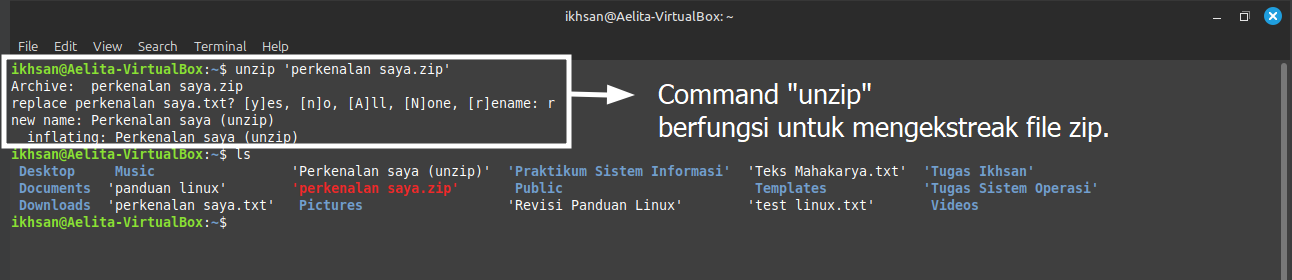 ikhsan@Aelita-VirtualBox: ~
File Edit View Search Terminal Help
ikhsan@Aelita-VirtualBox:~$ unzip 'perkenalan saya.zip'
Archive:  perkenalan saya.zip
replace perkenalan saya.txt? [y]es, [n]o, [A]ll, [N]one, [r]ename: r
new name: Perkenalan saya (unzip)
  inflating: Perkenalan saya (unzip)
Command "unzip"
berfungsi untuk mengekstreak file zip.
ikhsan@Aelita-VirtualBox:~$ ls
Desktop Music 'Perkenalan saya (unzip)' 'Praktikum Sistem Informasi' 'Teks Mahakarya.txt' 'Tugas Ikhsan'
Documents 'panduan linux' 'perkenalan saya.zip' Public Templates 'Tugas Sistem Operasi'
Downloads 'perkenalan saya.txt' Pictures 'Revisi Panduan Linux' 'test linux.txt' Videos
ikhsan@Aelita-VirtualBox:~$